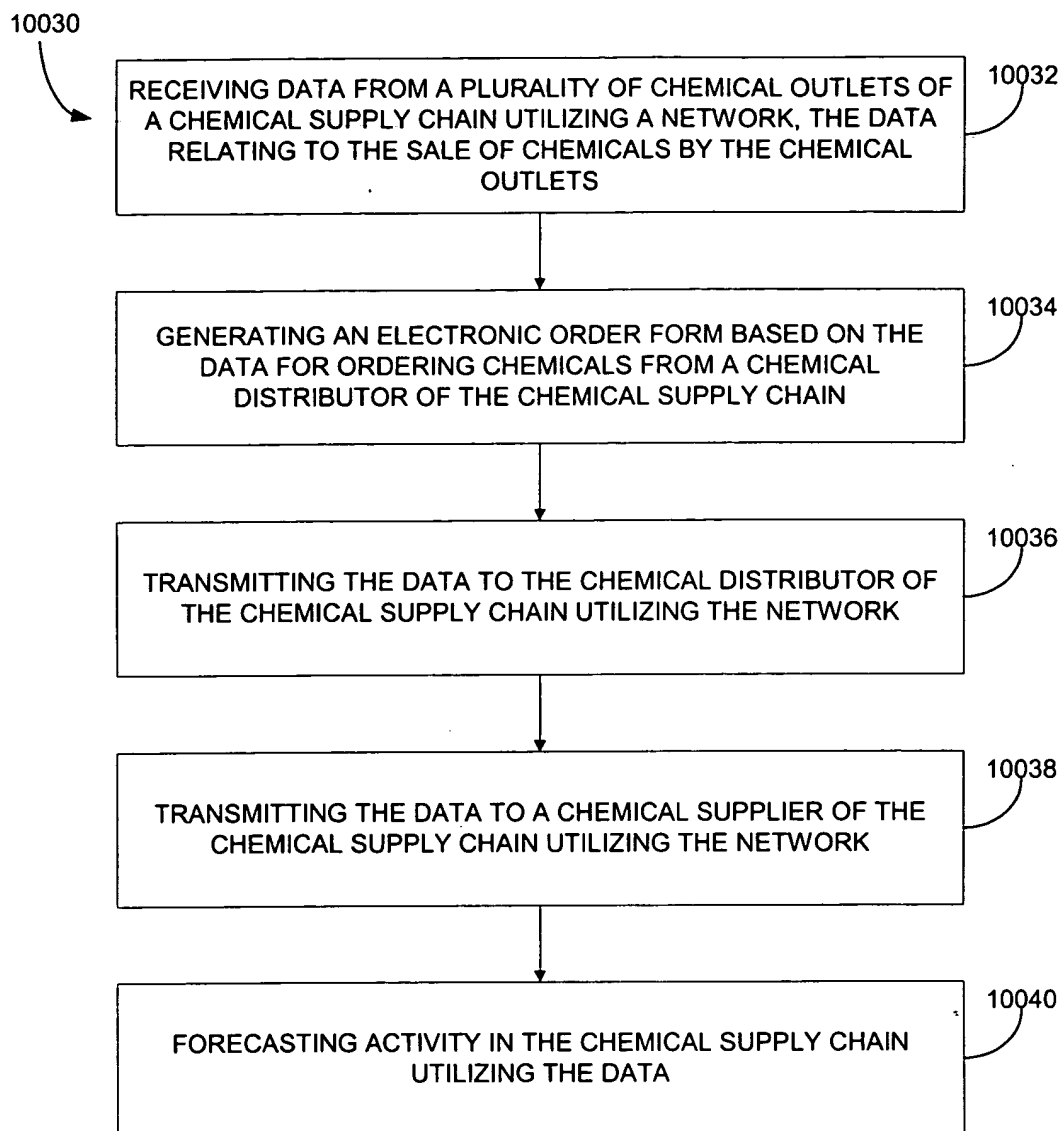 10030
RECEIVING DATA FROM A PLURALITY OF CHEMICAL OUTLETS OF
A CHEMICAL SUPPLY CHAIN UTILIZING A NETWORK, THE DATA
RELATING TO THE SALE OF CHEMICALS BY THE CHEMICAL
OUTLETS
10032
GENERATING AN ELECTRONIC ORDER FORM BASED ON THE
DATA FOR ORDERING CHEMICALS FROM A CHEMICAL
DISTRIBUTOR OF THE CHEMICAL SUPPLY CHAIN
10034
TRANSMITTING THE DATA TO THE CHEMICAL DISTRIBUTOR OF
THE CHEMICAL SUPPLY CHAIN UTILIZING THE NETWORK
10036
TRANSMITTING THE DATA TO A CHEMICAL SUPPLIER OF THE
CHEMICAL SUPPLY CHAIN UTILIZING THE NETWORK
10038
FORECASTING ACTIVITY IN THE CHEMICAL SUPPLY CHAIN
UTILIZING THE DATA
10040